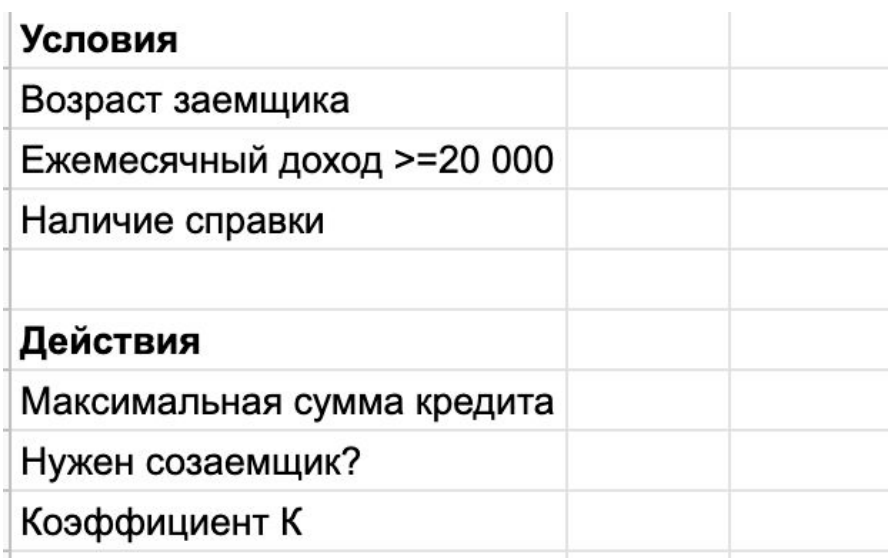 Условия
Возраст заемщика
Ежемесячный доход >=20 000
Наличие справки
Действия
Максимальная сумма кредита
Нужен созаемщик?
Коэффициент К